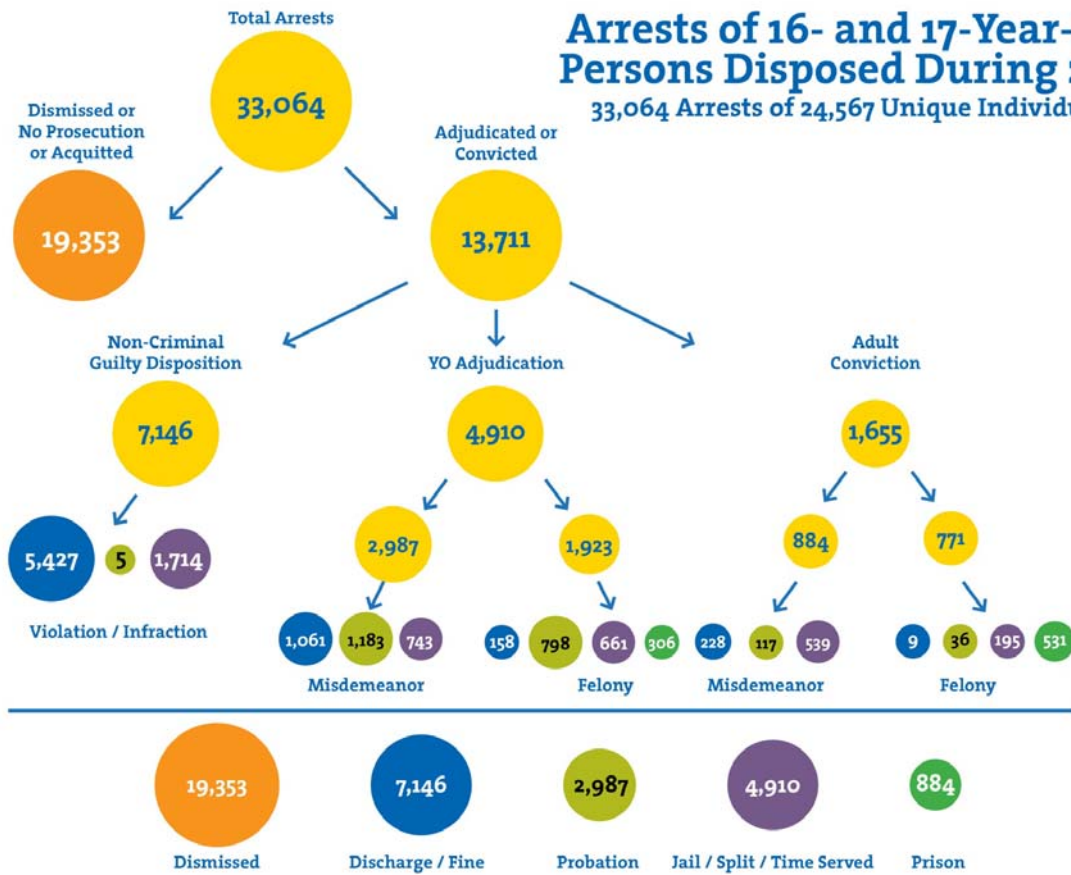 Arrests of 16- and 17-Year-
Persons Disposed During
33,064 Arrests of 24,567 Unique Individu
Total Arrests
33,064
Dismissed or
No Prosecution
or Acquitted
19,353
Adjudicated or
Convicted
13,711
Non-Criminal
Guilty Disposition
7,146
YO Adjudication
4,910
Adult
Conviction
1,655
5,427 5 1,714
Violation / Infraction
2,987
1,923
884
771
1,061 1,183 743
Misdemeanor
158 798 661 306
Felony
228 117 539
Misdemeanor
9 36 195 531
Felony
19,353
Dismissed
7,146
Discharge / Fine
2,987
Probation
4,910
Jail / Split / Time Served
884
Prison